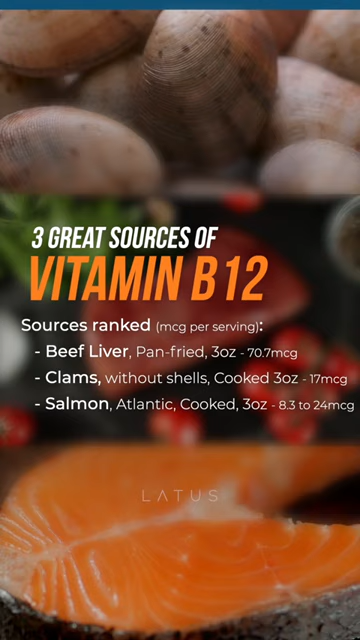 3 GREAT SOURCES OF
VITAMIN B12
Sources ranked (mcg per serving):
- Beef Liver, Pan-fried, 3oz - 70.7mcg
- Clams, without shells, Cooked 3oz - 17mcg
- Salmon, Atlantic, Cooked, 3oz - 8.3 to 24mcg
LATUS